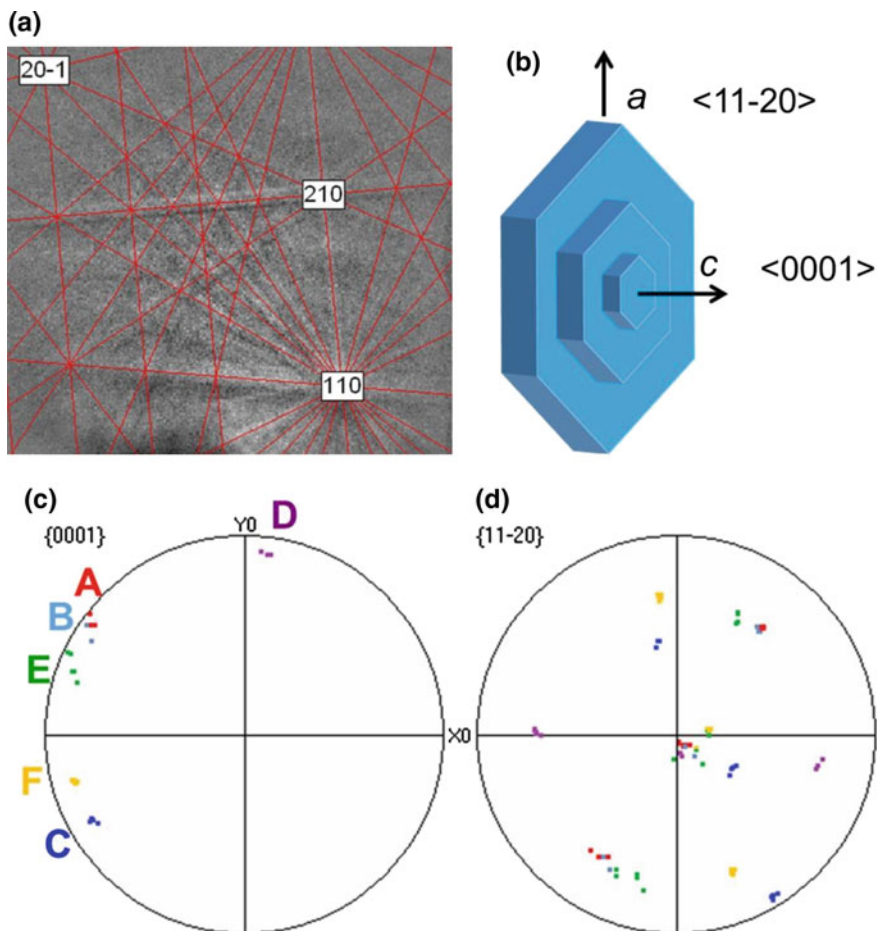 (a)
20-1
210
110
(b)
a <11-20>
c <0001>
(c)
{0001}
Y0
D
A
B
E
F
C
X0
(d)
{11-20}